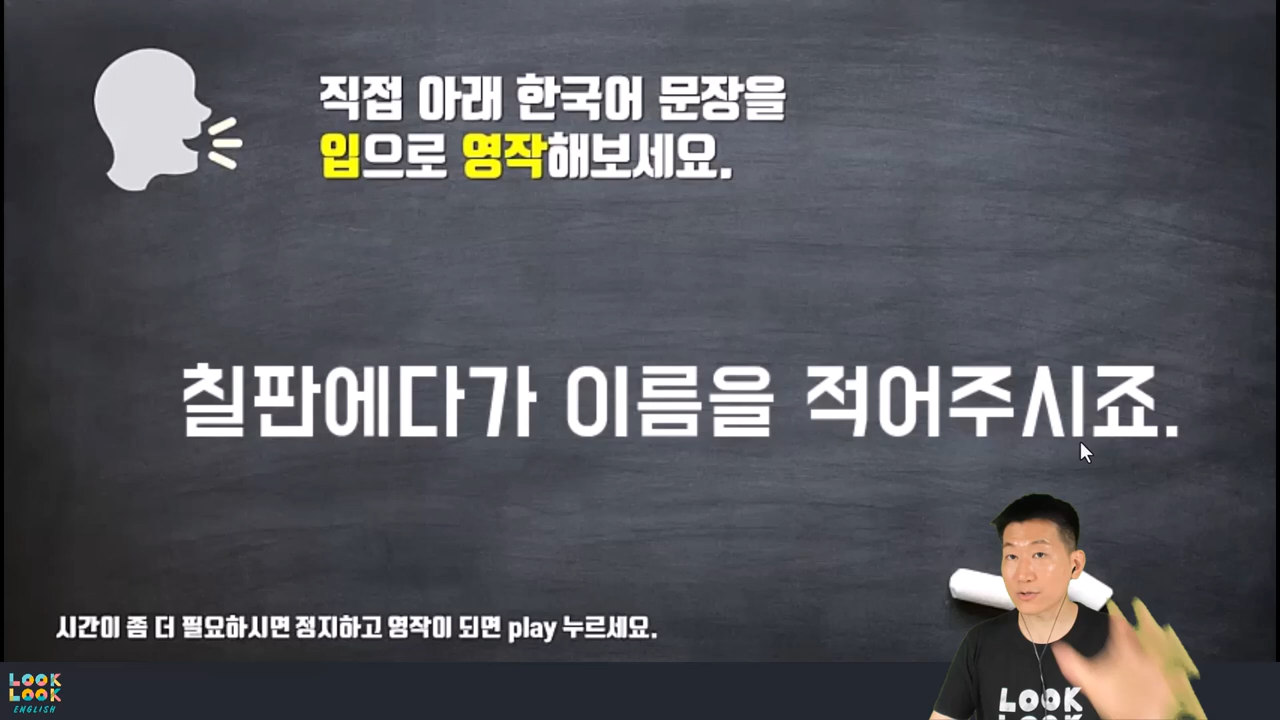 직접 아래 한국어 문장을
입으로 영작해보세요.
칠판에다가 이름을 적어주시죠.
시간이 좀 더 필요하시면 정지하고 영작이 되면 play 누르세요.
LOOK
LOOK
ENGLISH
LOOK
LOOK